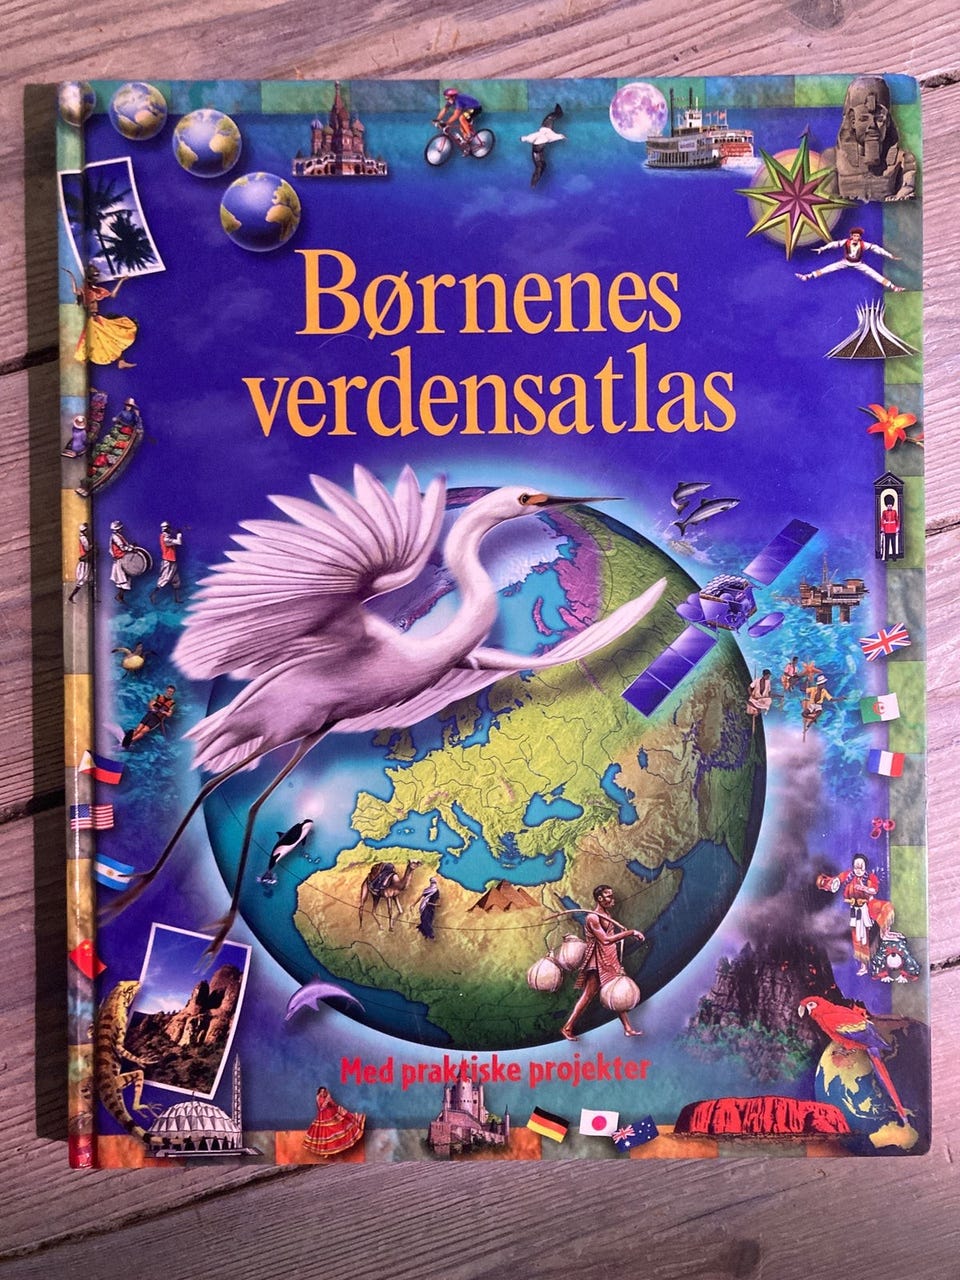 Børnenes
verdensatlas
Med praktiske projekter